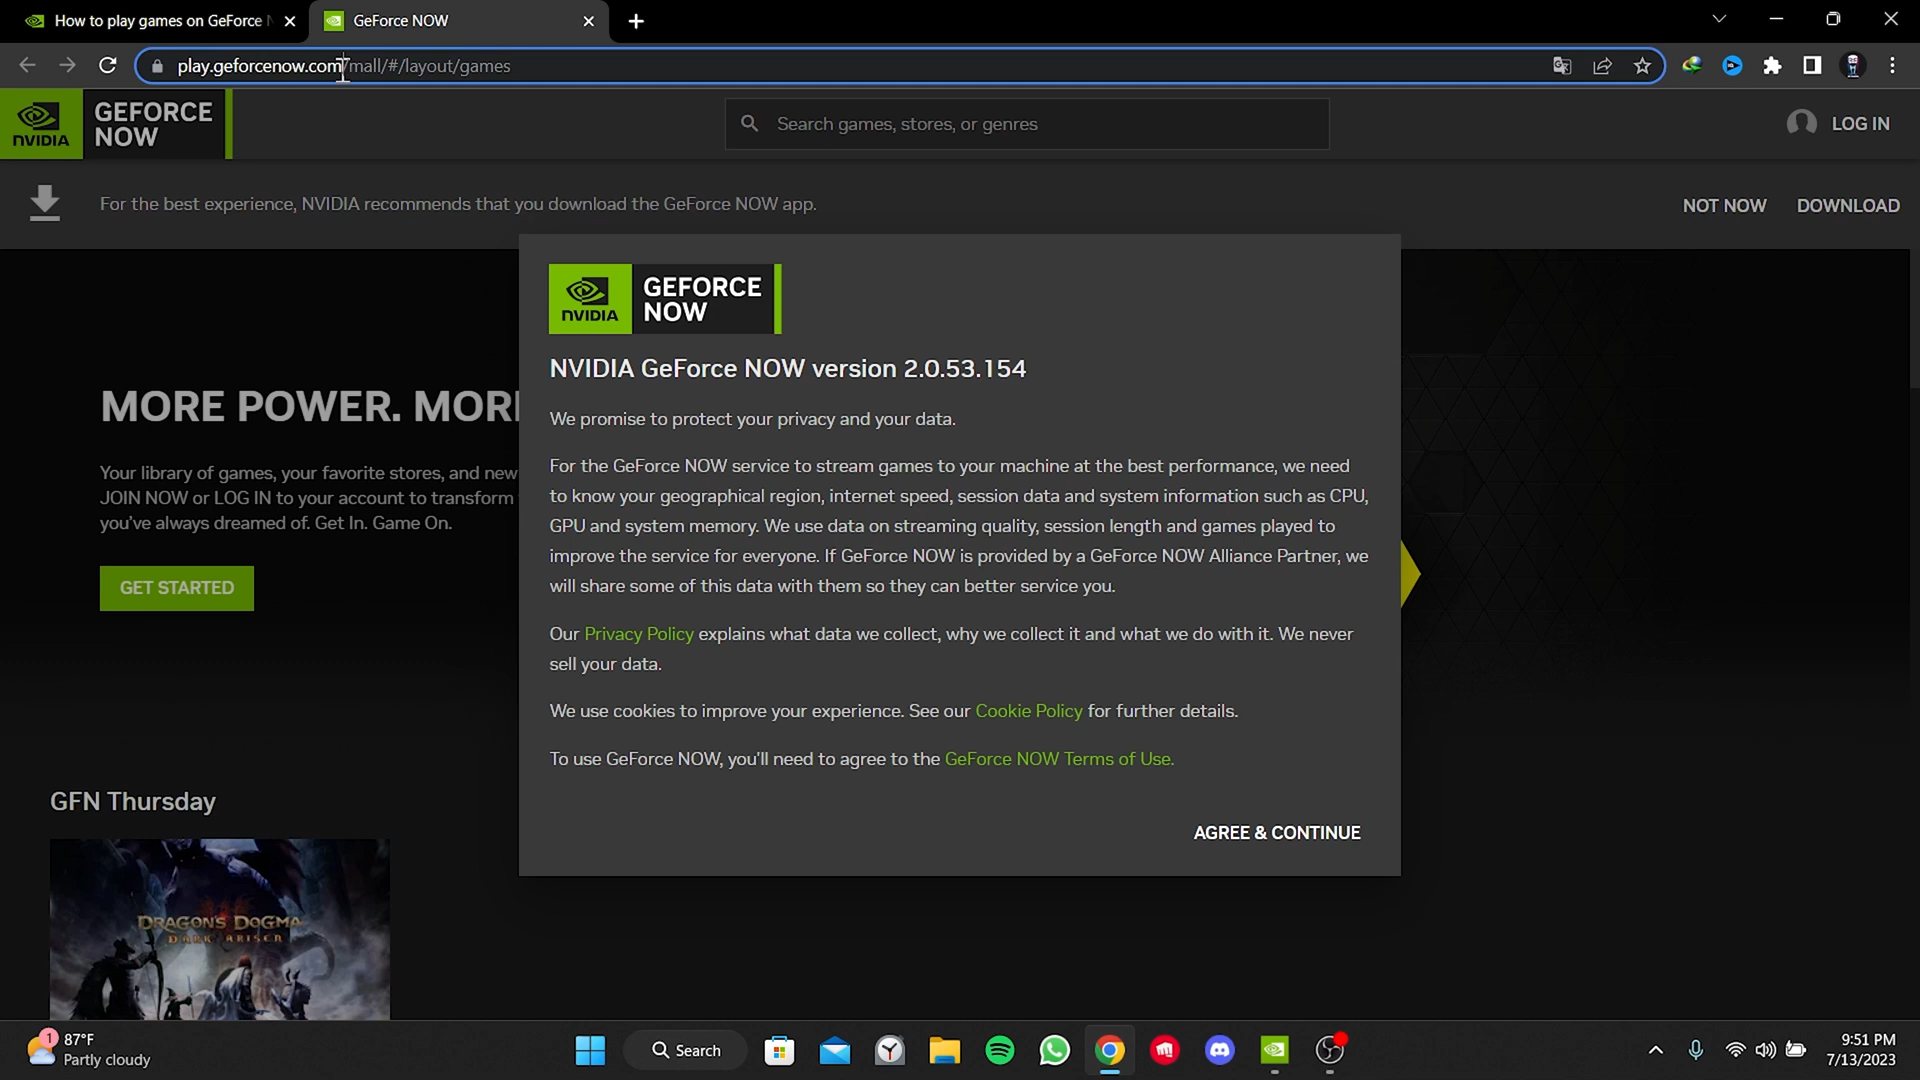 How to play games on GeForce N
GeForce NOW
play.geforcenow.com/mall/#/layout/games
NVIDIA
GEFORCE
NOW
Search games, stores, or genres
LOG IN
For the best experience, NVIDIA recommends that you download the GeForce NOW app.
NOT NOW
DOWNLOAD
NVIDIA
GEFORCE
NOW
NVIDIA GeForce NOW version 2.0.53.154
We promise to protect your privacy and your data.
For the GeForce NOW service to stream games to your machine at the best performance, we need
to know your geographical region, internet speed, session data and system information such as CPU,
GPU and system memory. We use data on streaming quality, session length and games played to
improve the service for everyone. If GeForce NOW is provided by a GeForce NOW Alliance Partner, we
will share some of this data with them so they can better service you.
Our Privacy Policy explains what data we collect, why we collect it and what we do with it. We never
sell your data.
We use cookies to improve your experience. See our Cookie Policy for further details.
To use GeForce NOW, you'll need to agree to the GeForce NOW Terms of Use.
AGREE & CONTINUE
MORE POWER. MOR
Your library of games, your favorite stores, and new
JOIN NOW or LOG IN to your account to transform
you've always dreamed of. Get In. Game On.
GET STARTED
GFN Thursday
DRAGON'S DOGMA
DARK ARISEN
1
87°F
Partly cloudy
Search
9:51 PM
7/13/2023